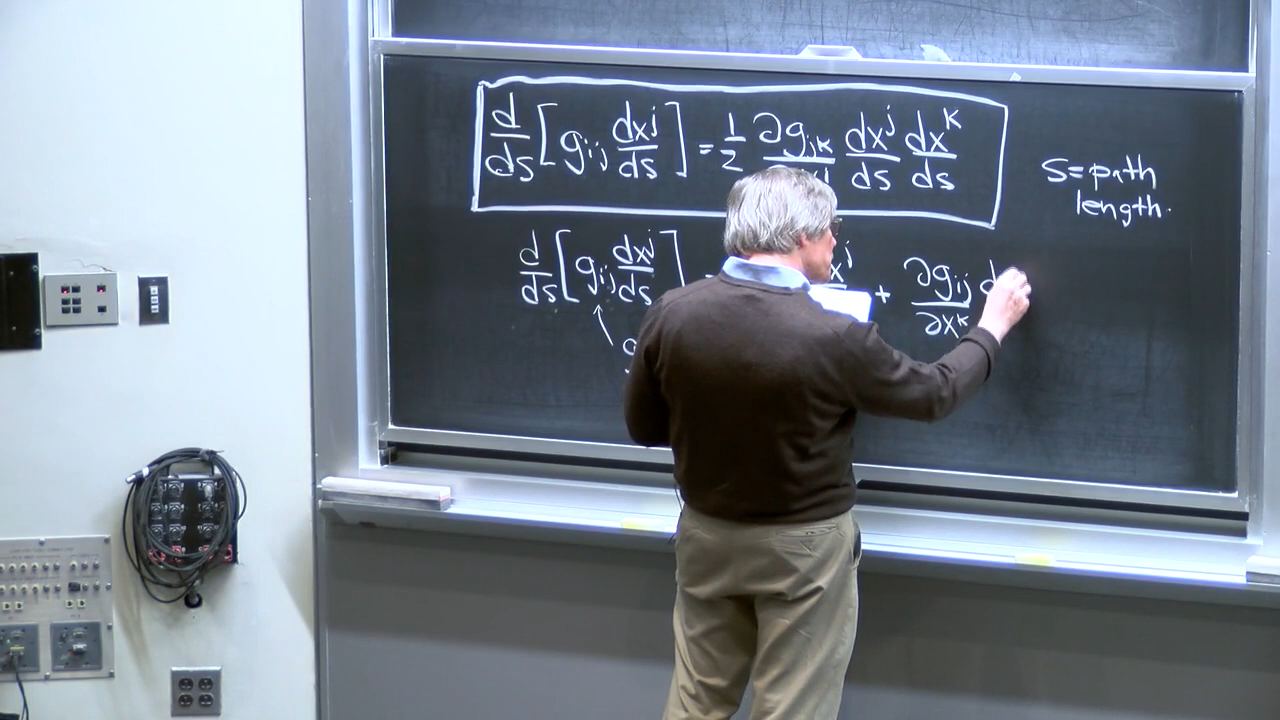 d/ds [g_ij dx^j/ds] = 1/2 ∂g_jk dx^j/ds dx^k/ds
s=path
length.
d/ds [g_ij dx^j/ds] x^j + ∂g_ij/∂x^k d